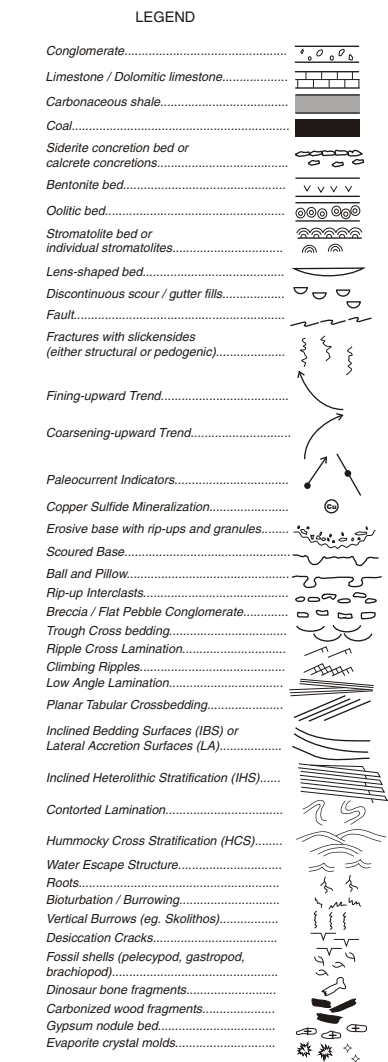 LEGEND
Conglomerate................................................
Limestone / Dolomitic limestone...................
Carbonaceous shale......................................
Coal.................................................................
Siderite concretion bed or
calcrete concretions.......................................
Bentonite bed................................................
Oolitic bed......................................................
Stromatolite bed or
individual stromatolites.................................
Lens-shaped bed..........................................
Discontinuous scour / gutter fills...................
Fault...............................................................
Fractures with slickensides
(either structural or pedogenic)....................
Fining-upward Trend......................................
Coarsening-upward Trend..............................
Paleocurrent Indicators..................................
Copper Sulfide Mineralization........................
Cu
Erosive base with rip-ups and granules........
Scoured Base................................................
Ball and Pillow................................................
Rip-up Interclasts...........................................
Breccia / Flat Pebble Conglomerate.............
Trough Cross bedding...................................
Ripple Cross Lamination...............................
Climbing Ripples............................................
Low Angle Lamination...................................
Planar Tabular Crossbedding.......................
Inclined Bedding Surfaces (IBS) or
Lateral Accretion Surfaces (LA)...................
Inclined Heterolithic Stratification (IHS)......
Contorted Lamination...................................
Hummocky Cross Stratification (HCS)........
Water Escape Structure...............................
Roots............................................................
Bioturbation / Burrowing..............................
Vertical Burrows (eg. Skolithos)..................
Desiccation Cracks.....................................
Fossil shells (pelecypod, gastropod,
brachiopod)..................................................
Dinosaur bone fragments...........................
Carbonized wood fragments......................
Gypsum nodule bed...................................
Evaporite crystal molds..............................